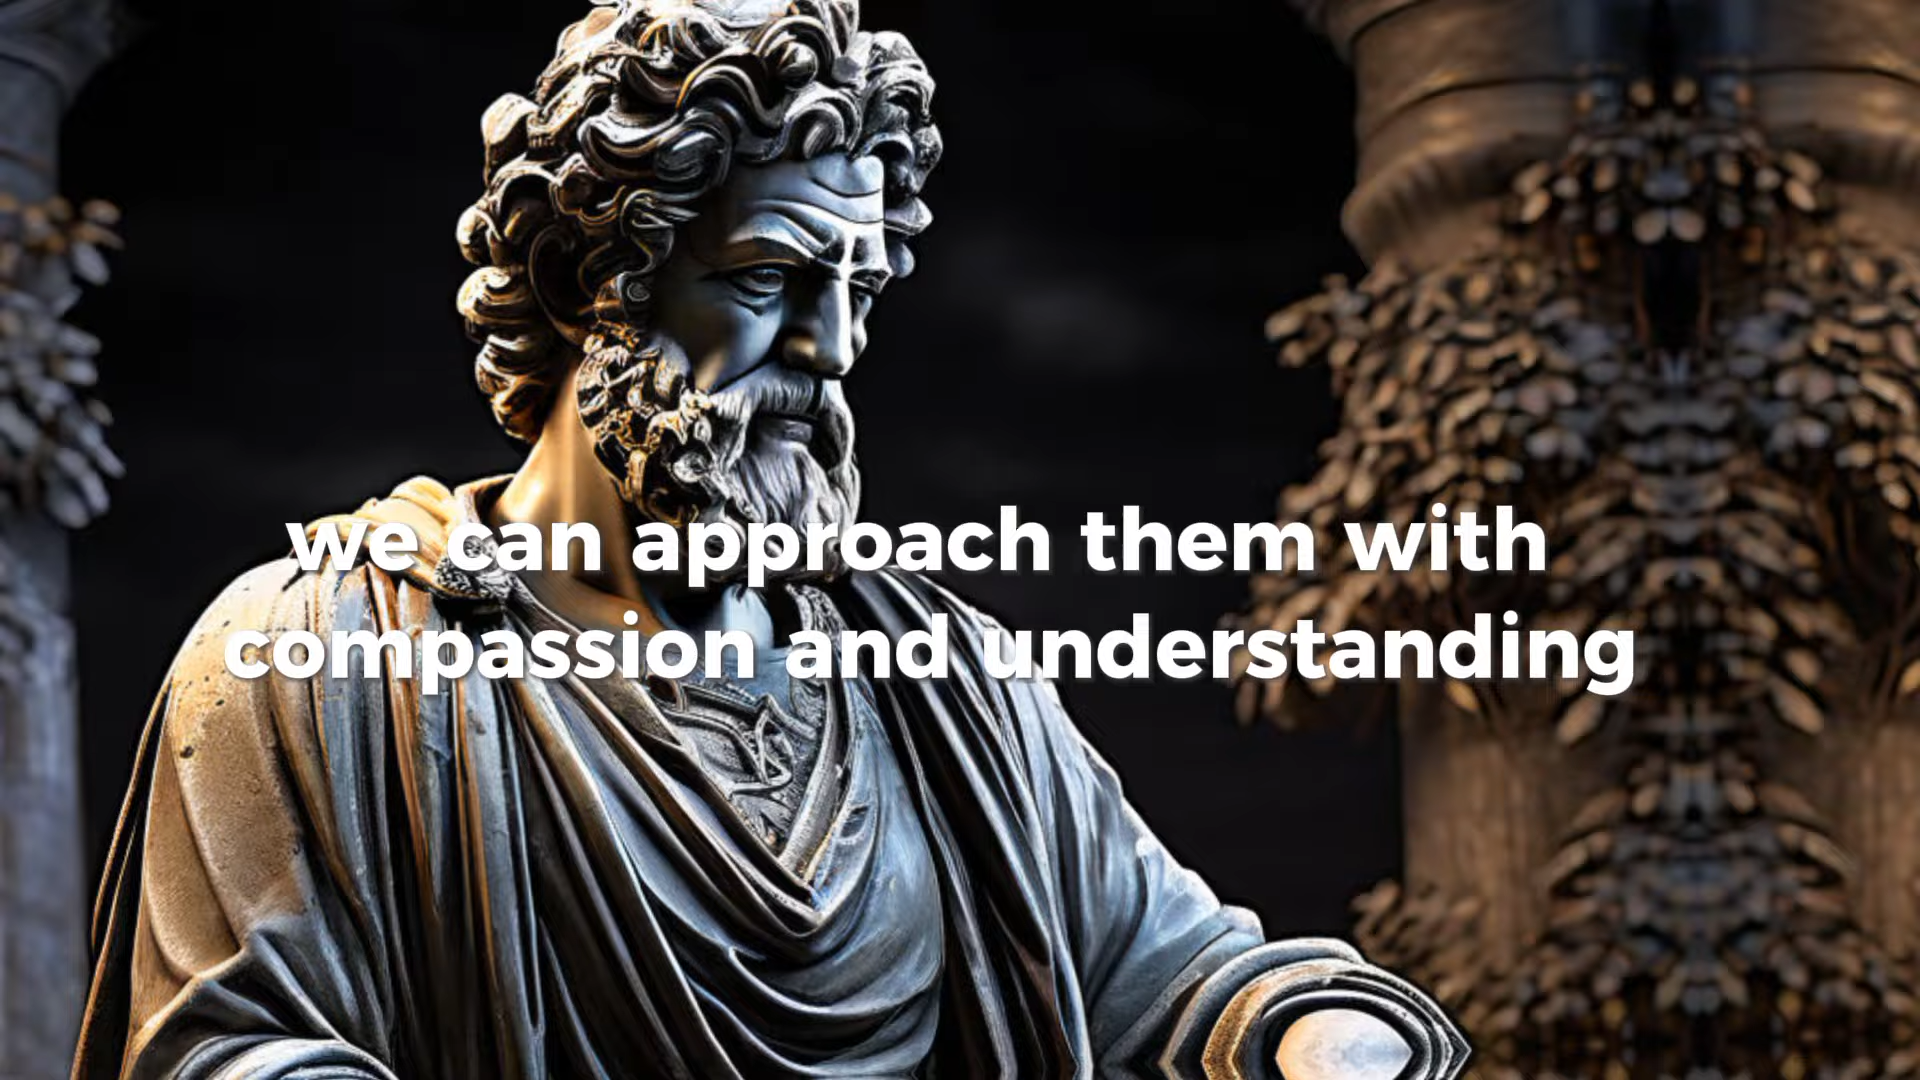 we can approach them with
compassion and understanding